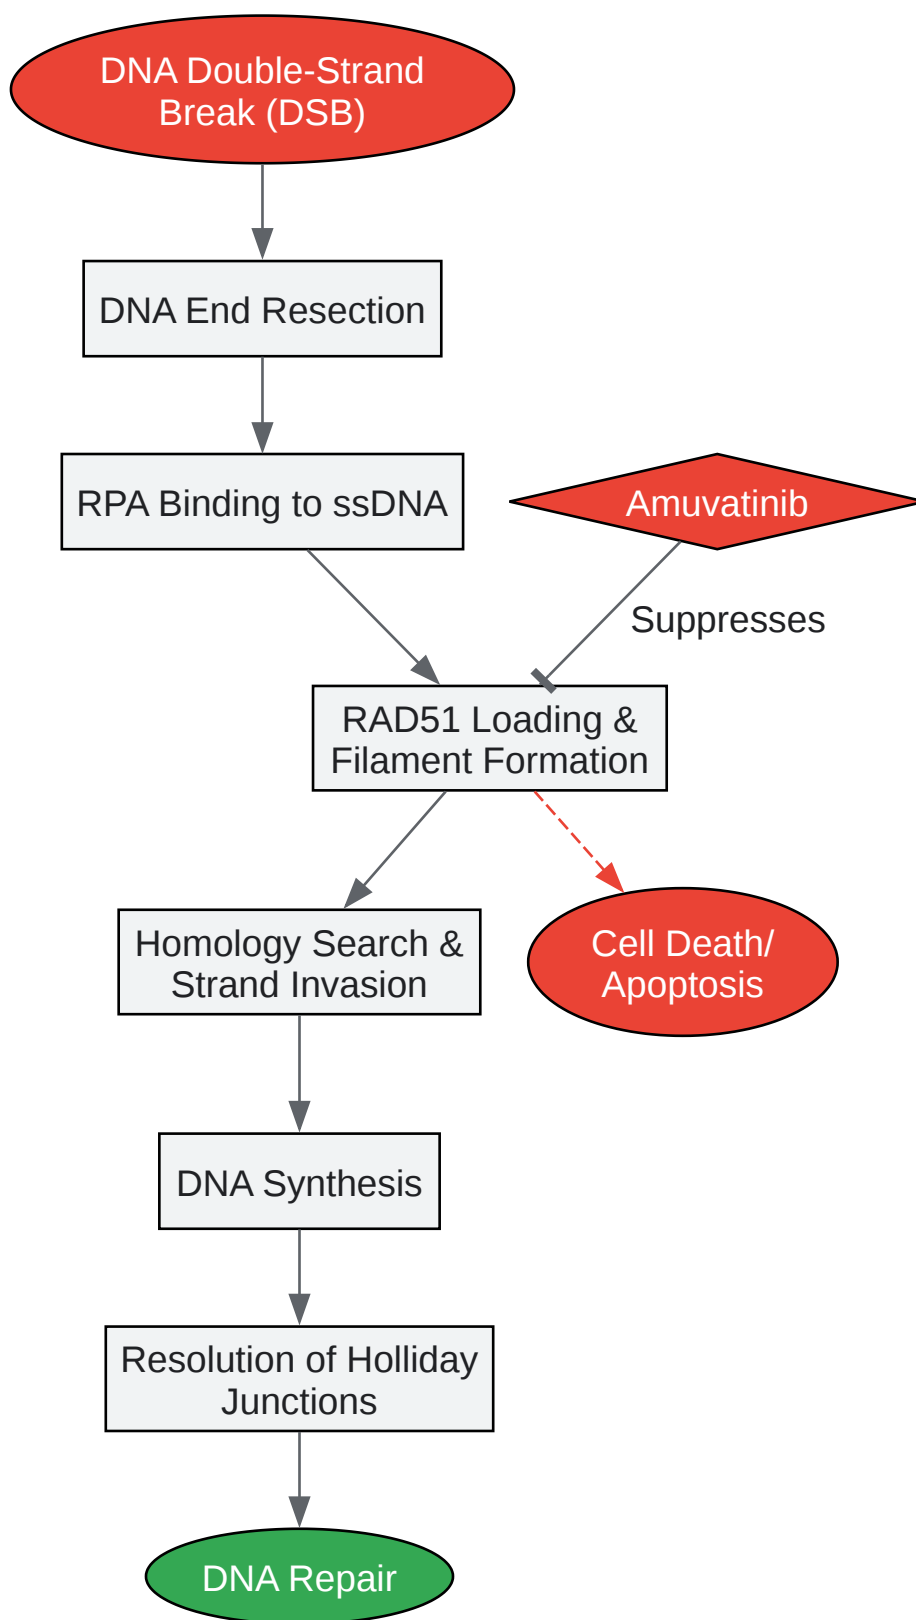 DNA Double-Strand
Break (DSB)
DNA End Resection
RPA Binding to ssDNA
Amuvatinib
Suppresses
RAD51 Loading &
Filament Formation
Homology Search &
Strand Invasion
Cell Death/
Apoptosis
DNA Synthesis
Resolution of Holliday
Junctions
DNA Repair